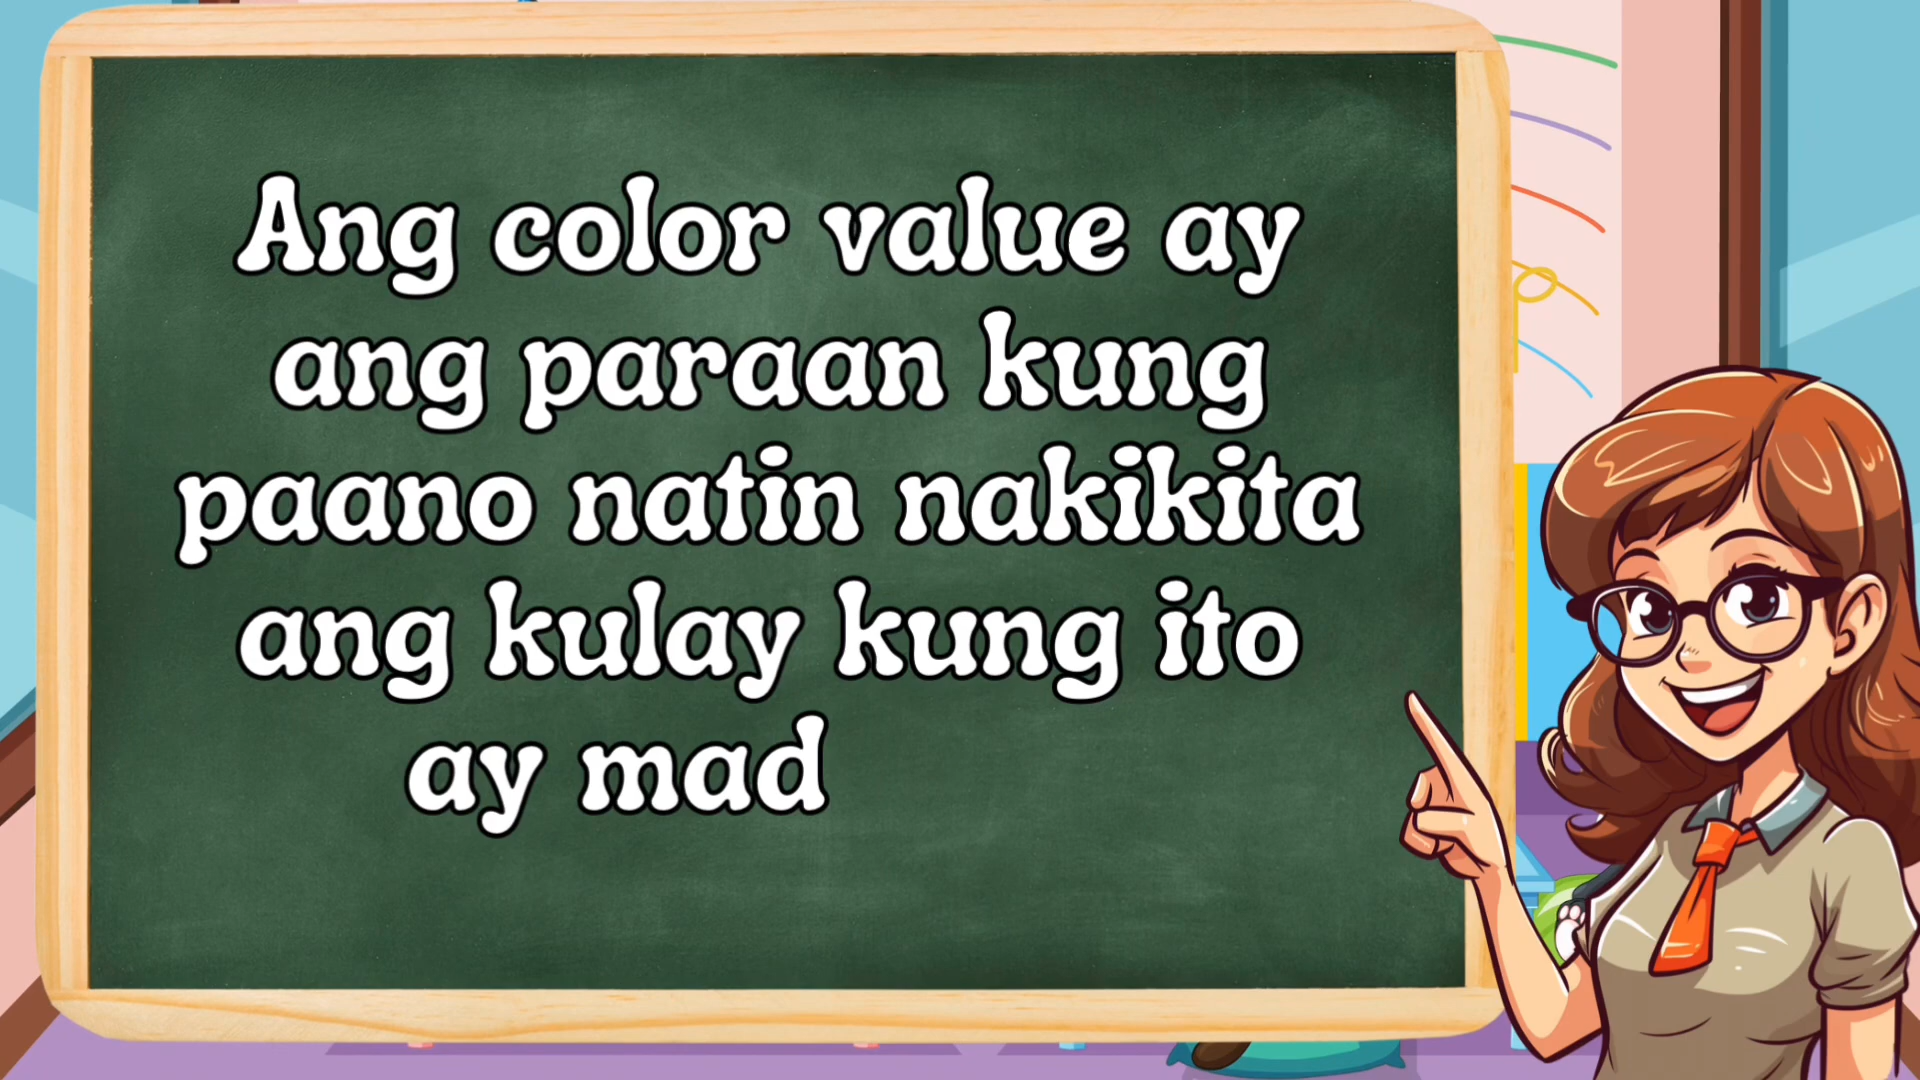 Ang color value ay
ang paraan kung
paano natin nakikita
ang kulay kung ito
ay mad